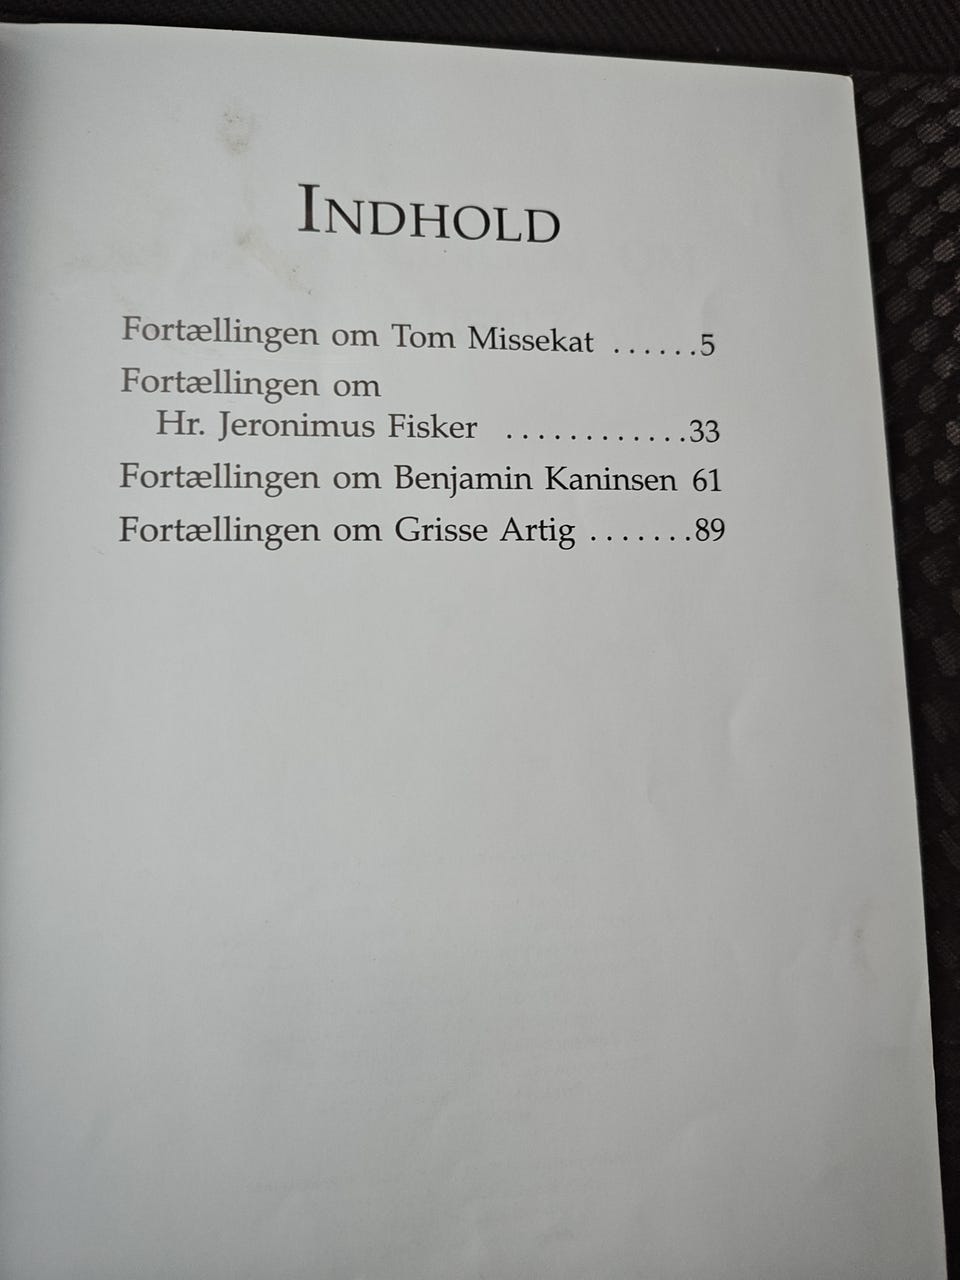 INDHOLD
Fortællingen om Tom Missekat ......5
Fortællingen om
Hr. Jeronimus Fisker ............33
Fortællingen om Benjamin Kaninsen 61
Fortællingen om Grisse Artig .......89